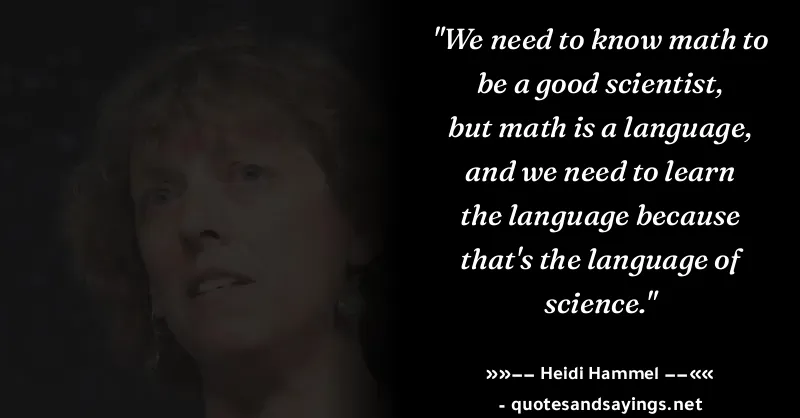 "We need to know math to
be a good scientist,
but math is a language,
and we need to learn
the language because
that's the language of
science."
»»−− Heidi Hammel −−««
- quotesandsayings.net